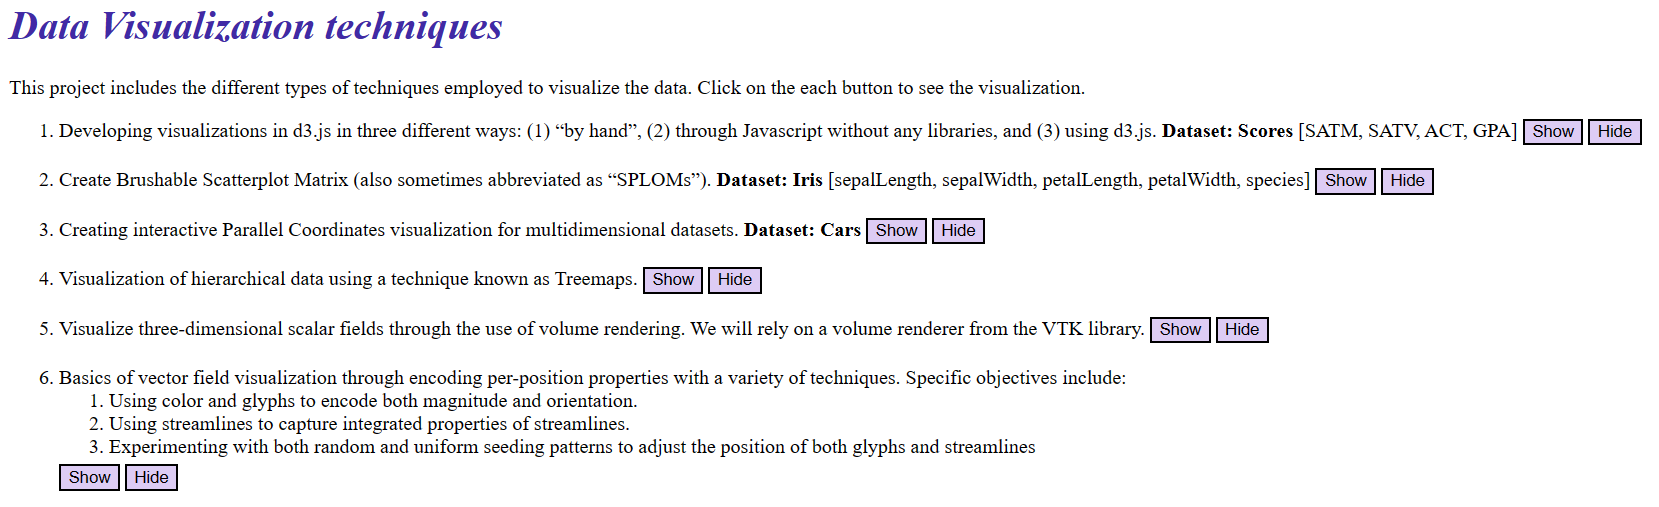 Data Visualization techniques
This project includes the different types of techniques employed to visualize the data. Click on the each button to see the visualization.
1. Developing visualizations in d3.js in three different ways: (1) “by hand”, (2) through Javascript without any libraries, and (3) using d3.js. Dataset: Scores [SATM, SATV, ACT, GPA] Show Hide
2. Create Brushable Scatterplot Matrix (also sometimes abbreviated as “SPLOMs”). Dataset: Iris [sepalLength, sepalWidth, petalLength, petalWidth, species] Show Hide
3. Creating interactive Parallel Coordinates visualization for multidimensional datasets. Dataset: Cars Show Hide
4. Visualization of hierarchical data using a technique known as Treemaps. Show Hide
5. Visualize three-dimensional scalar fields through the use of volume rendering. We will rely on a volume renderer from the VTK library. Show Hide
6. Basics of vector field visualization through encoding per-position properties with a variety of techniques. Specific objectives include:
1. Using color and glyphs to encode both magnitude and orientation.
2. Using streamlines to capture integrated properties of streamlines.
3. Experimenting with both random and uniform seeding patterns to adjust the position of both glyphs and streamlines
Show Hide